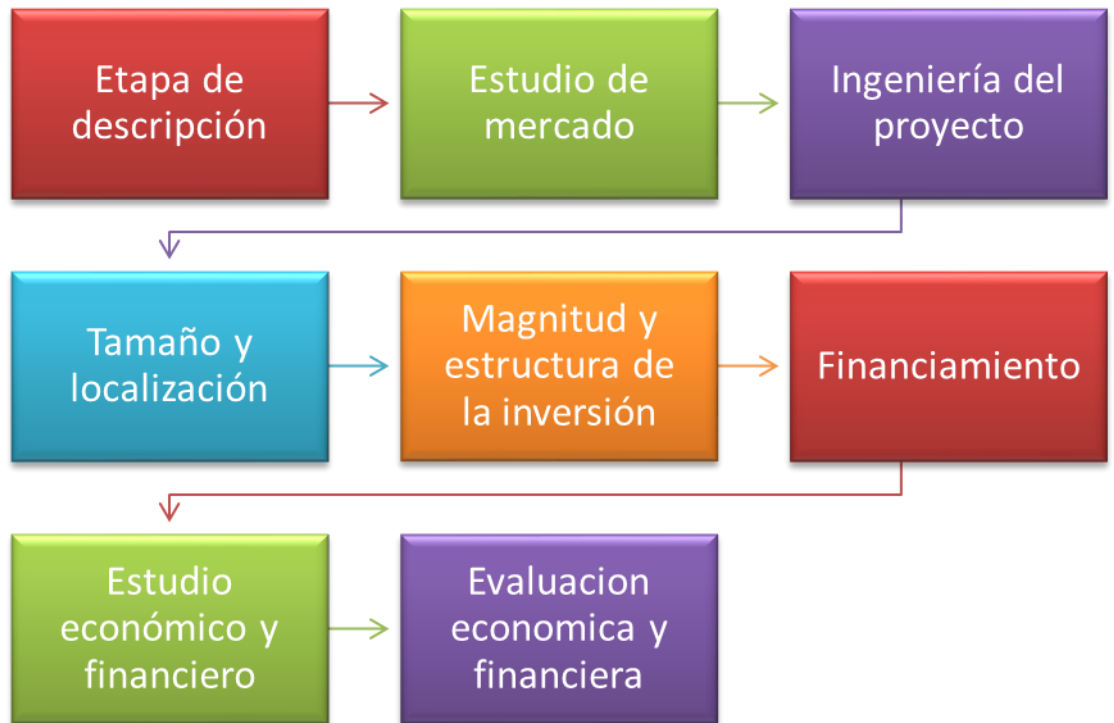 Etapa de
descripción
Estudio de
mercado
Ingeniería del
proyecto
Tamaño y
localización
Magnitud y
estructura de
la inversión
Financiamiento
Estudio
económico y
financiero
Evaluacion
economica y
financiera